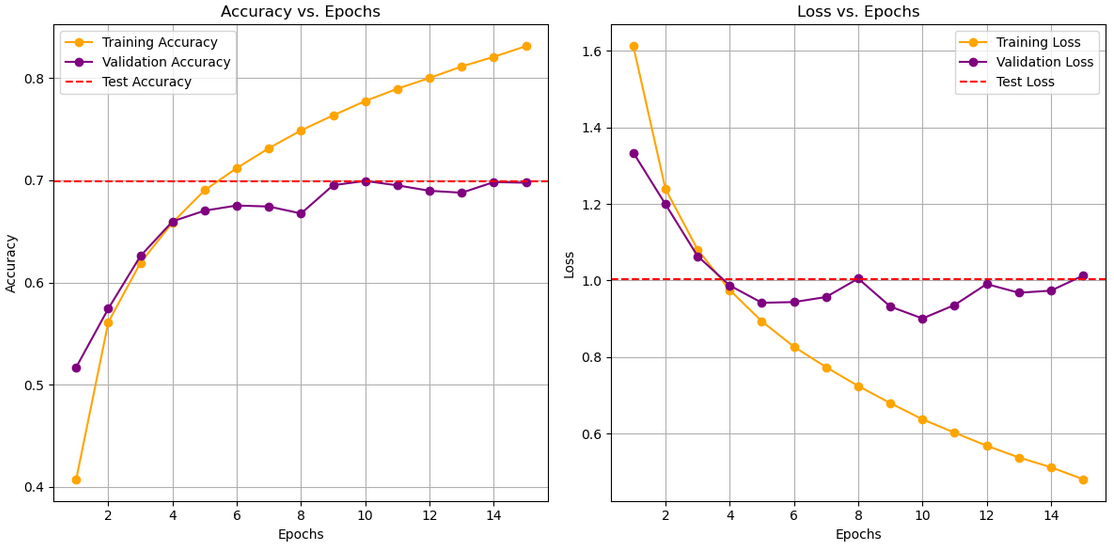 Accuracy vs. Epochs
Training Accuracy
Validation Accuracy
Test Accuracy
0.8
0.7
0.6
0.5
0.4
Accuracy
2 4 6 8 10 12 14
Epochs
Loss vs. Epochs
Training Loss
Validation Loss
Test Loss
1.6
1.4
1.2
1.0
0.8
0.6
Loss
2 4 6 8 10 12 14
Epochs